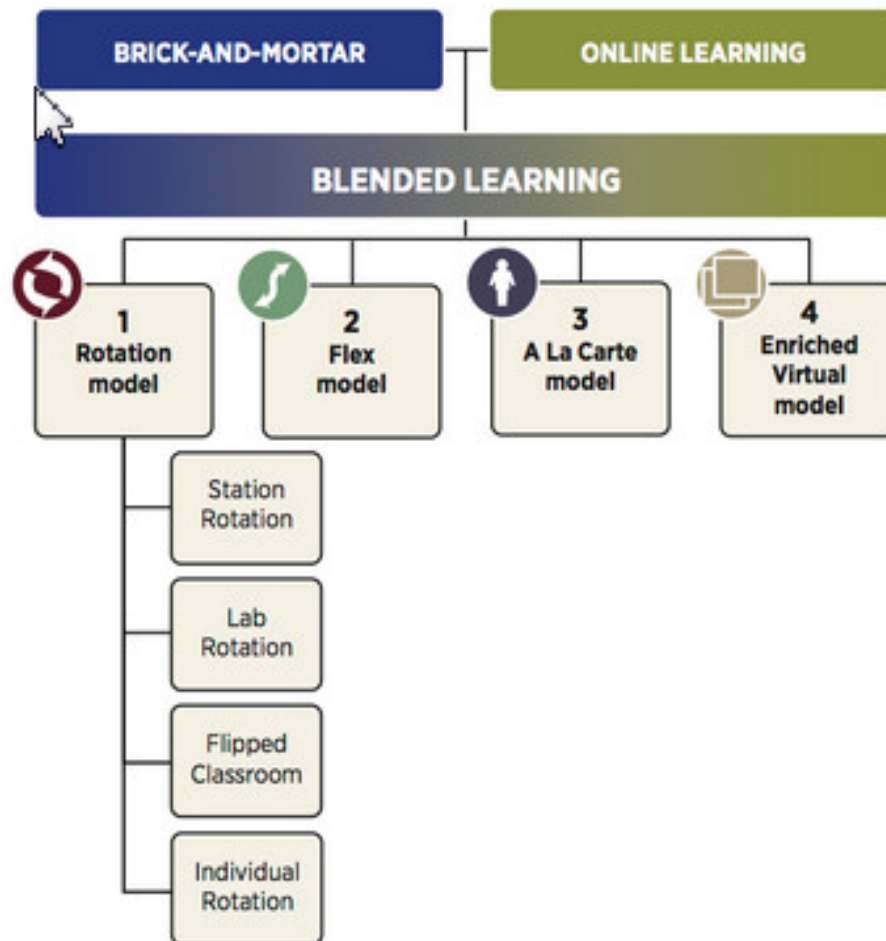 BRICK-AND-MORTAR
ONLINE LEARNING
BLENDED LEARNING
1
Rotation
model
2
Flex
model
3
A La Carte
model
4
Enriched
Virtual
model
Station
Rotation
Lab
Rotation
Flipped
Classroom
Individual
Rotation